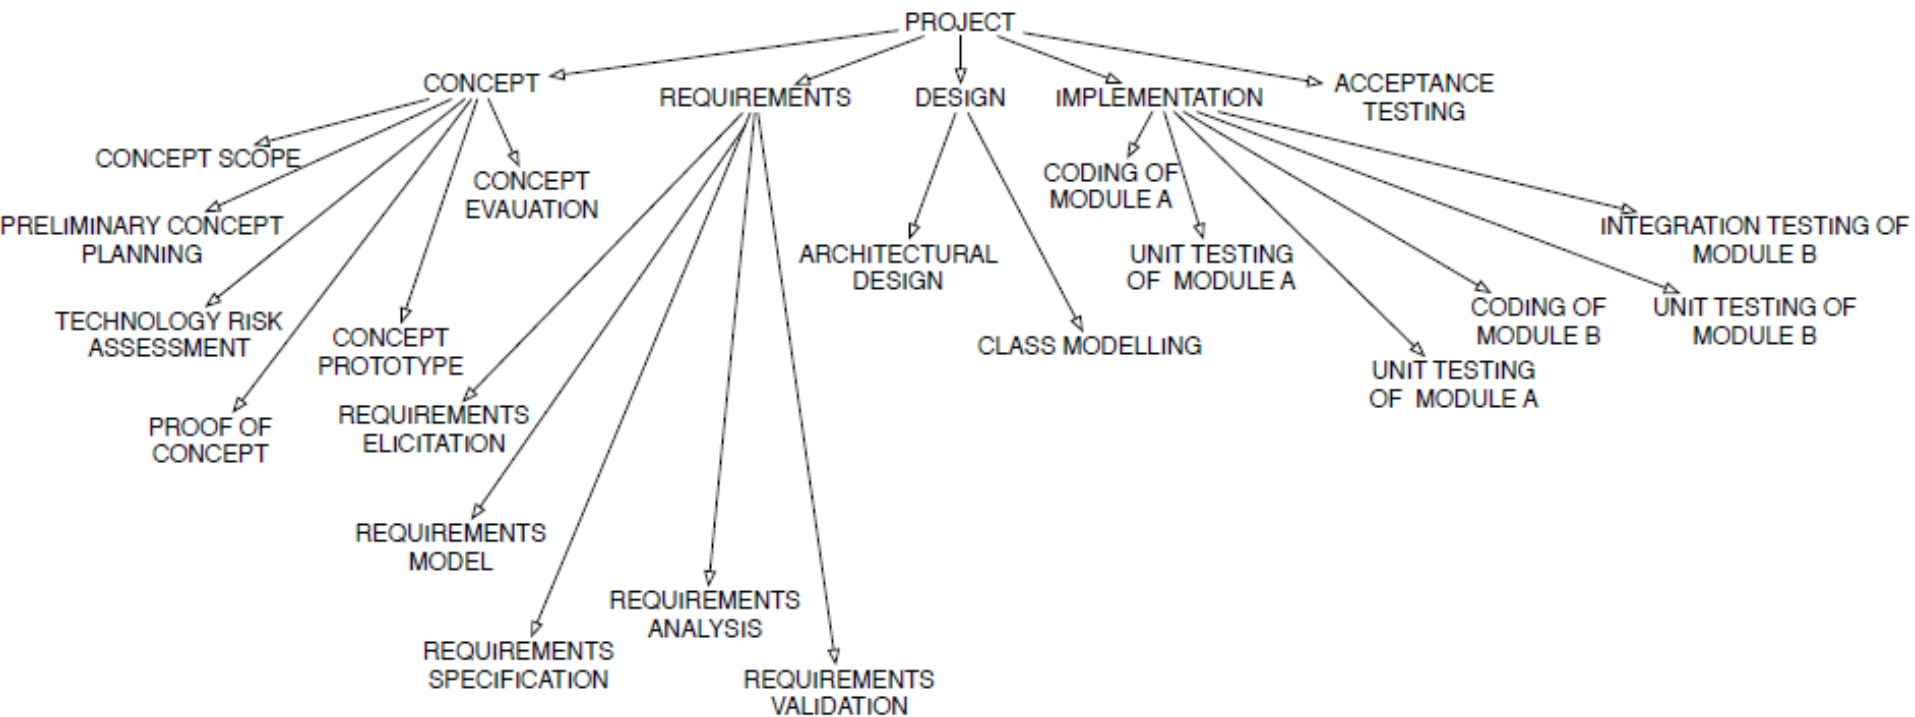 PROJECT
CONCEPT
REQUIREMENTS
DESIGN
IMPLEMENTATION
ACCEPTANCE
TESTING
CONCEPT SCOPE
PRELIMINARY CONCEPT
PLANNING
TECHNOLOGY RISK
ASSESSMENT
PROOF OF
CONCEPT
CONCEPT
PROTOTYPE
CONCEPT
EVAUATION
REQUIREMENTS
ELICITATION
REQUIREMENTS
MODEL
REQUIREMENTS
SPECIFICATION
REQUIREMENTS
ANALYSIS
REQUIREMENTS
VALIDATION
ARCHITECTURAL
DESIGN
CLASS MODELLING
CODING OF
MODULE A
UNIT TESTING
OF MODULE A
UNIT TESTING
OF MODULE A
CODING OF
MODULE B
UNIT TESTING OF
MODULE B
INTEGRATION TESTING OF
MODULE B